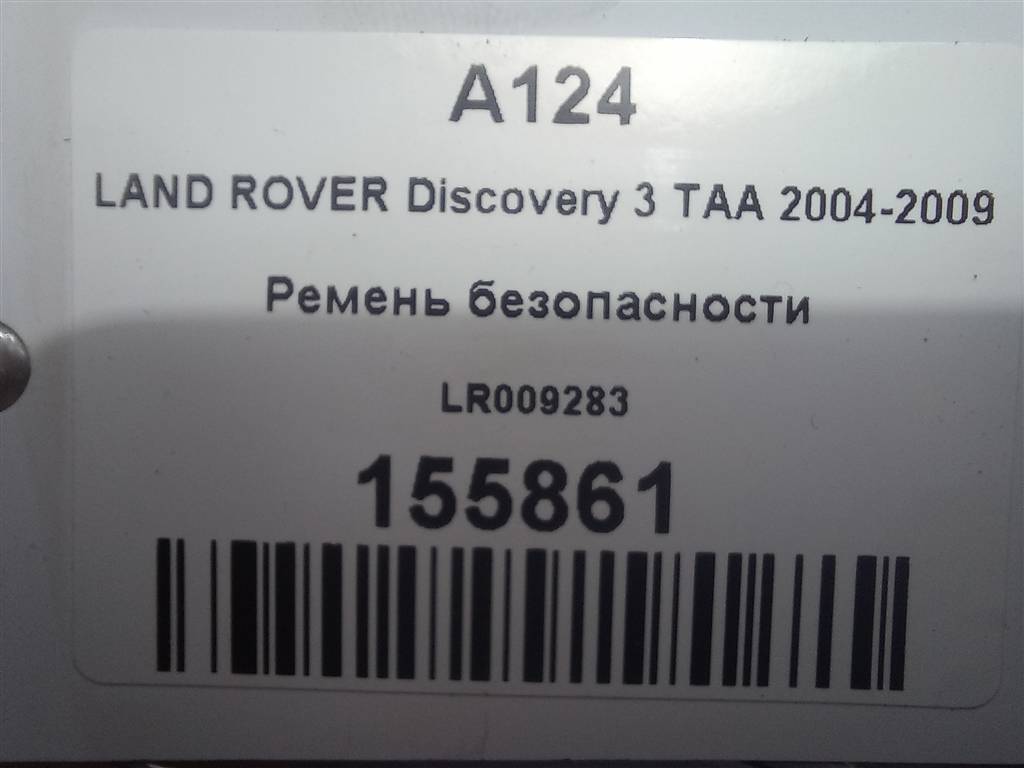 A124
LAND ROVER Discovery 3 TAA 2004-2009
Ремень безопасности
LR009283
155861